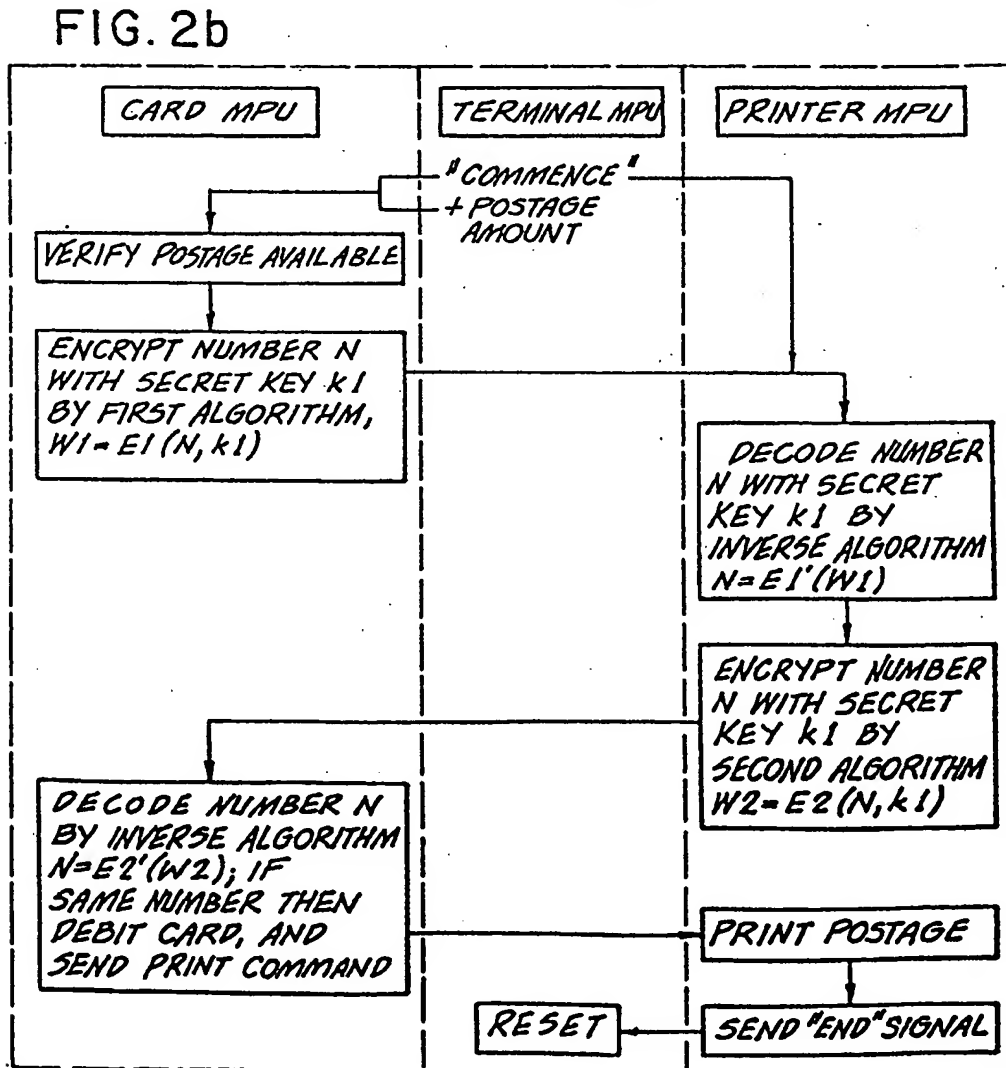 FIG. 2b
CARD MPU
TERMINAL MPU
PRINTER MPU
"COMMENCE"
+ POSTAGE
AMOUNT
VERIFY POSTAGE AVAILABLE
ENCRYPT NUMBER N
WITH SECRET KEY k1
BY FIRST ALGORITHM,
W1=E1(N,k1)
DECODE NUMBER
N WITH SECRET
KEY k1 BY
INVERSE ALGORITHM
N=E1'(W1)
ENCRYPT NUMBER
N WITH SECRET
KEY k1 BY
SECOND ALGORITHM
W2=E2(N,k1)
DECODE NUMBER N
BY INVERSE ALGORITHM
N=E2'(W2); IF
SAME NUMBER THEN
DEBIT CARD, AND
SEND PRINT COMMAND
PRINT POSTAGE
RESET
SEND "END" SIGNAL